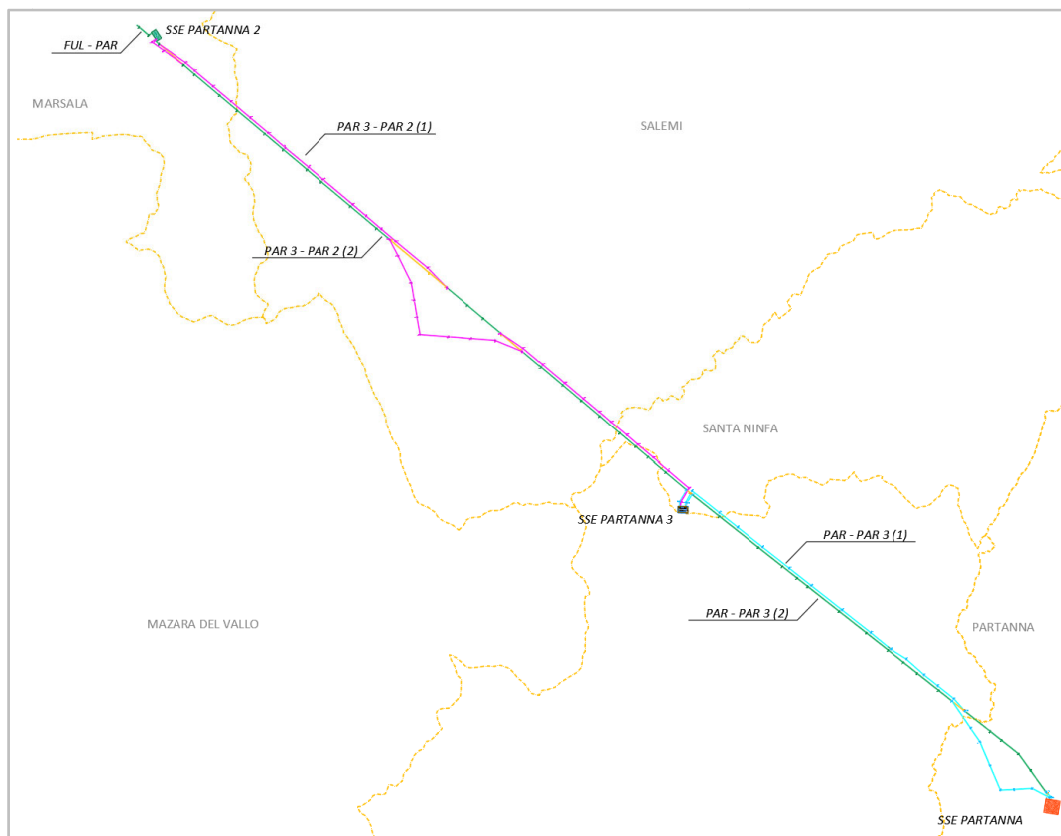 SSE PARTANNA 2
FUL - PAR
MARSALA
PAR 3 - PAR 2 (1)
SALEMI
PAR 3 - PAR 2 (2)
SANTA NINFA
SSE PARTANNA 3
PAR - PAR 3 (1)
PAR - PAR 3 (2)
MAZARA DEL VALLO
PARTANNA
SSE PARTANNA